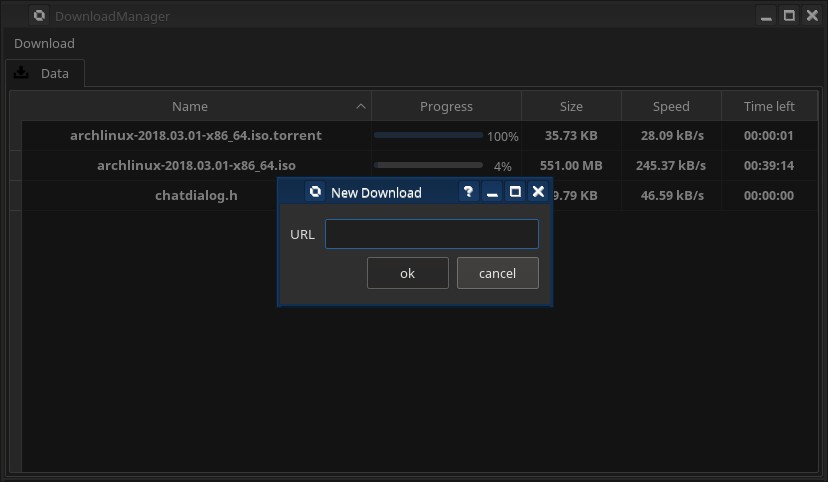 DownloadManager
Download
Data
Name Progress Size Speed Time left
archlinux-2018.03.01-x86_64.iso.torrent 100% 35.73 KB 28.09 kB/s 00:00:01
archlinux-2018.03.01-x86_64.iso 4% 551.00 MB 245.37 kB/s 00:39:14
chatdialog.h 9.79 KB 46.59 kB/s 00:00:00
New Download ?
URL
ok cancel